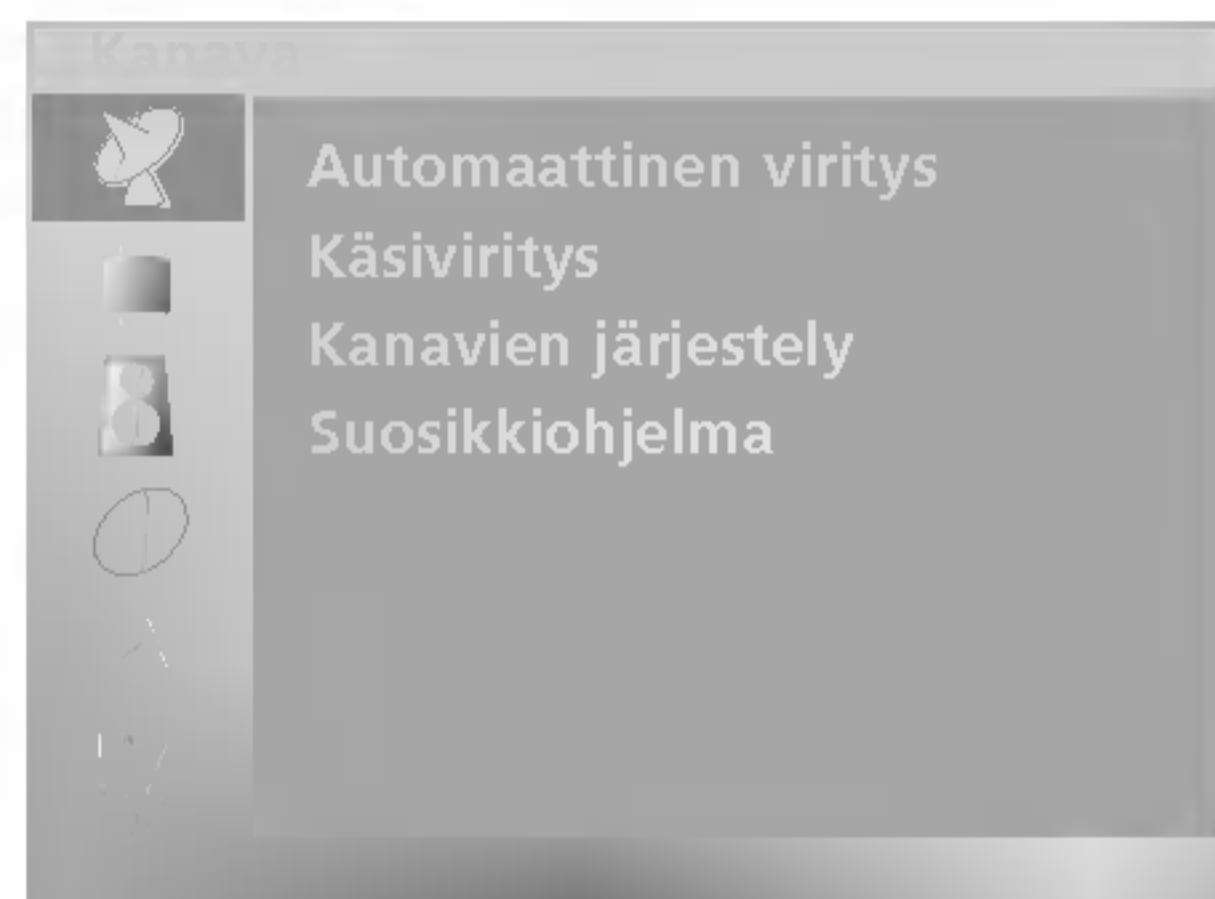 Kanava
Automaattinen viritys
Käsiviritys
Kanavien järjestely
Suosikkiohjelma